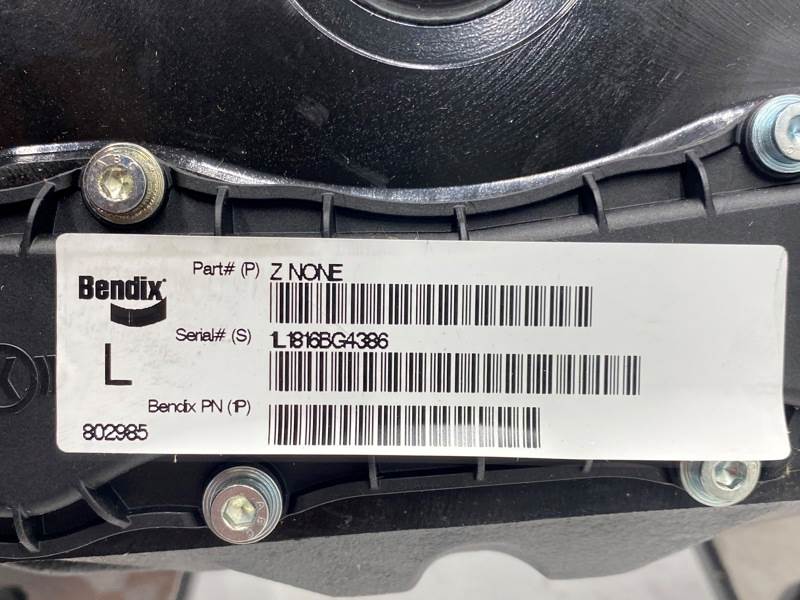 Part# (P) Z NONE
Bendix
Serial# (S) 1L1816BG4386
L
Bendix PN (1P)
802985